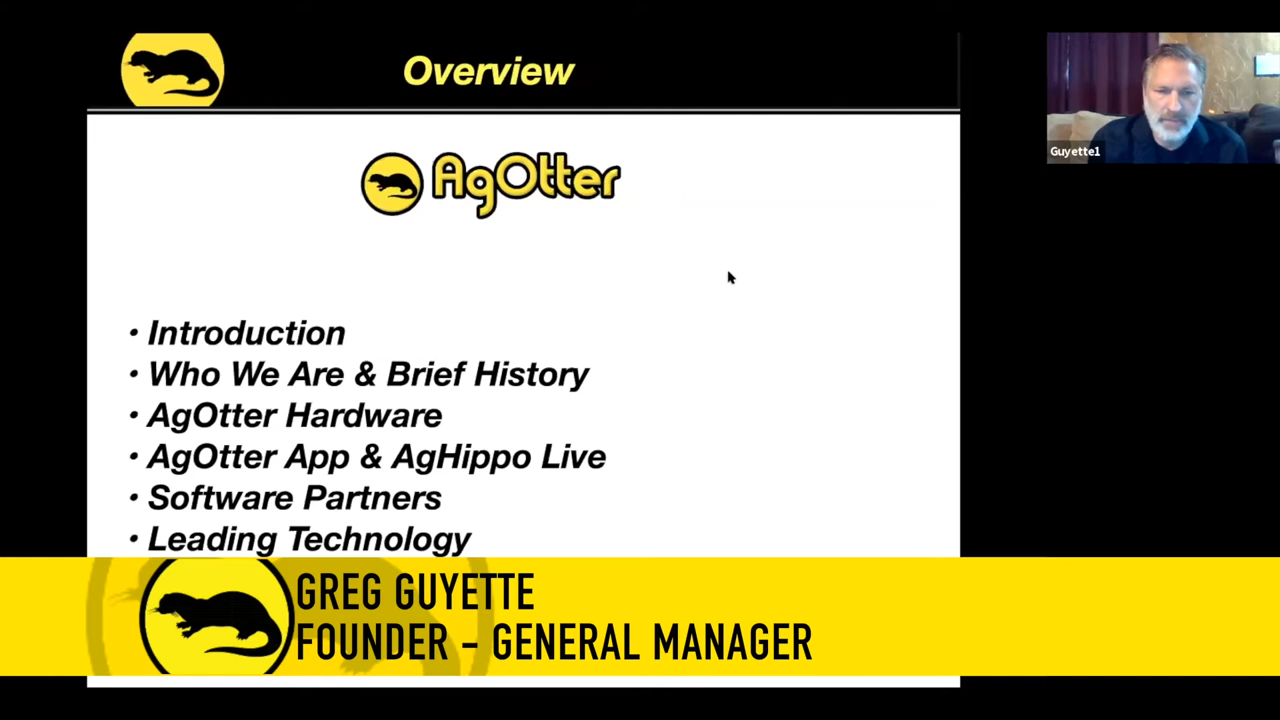 Overview
AgOtter
Guyette1
• Introduction
• Who We Are & Brief History
• AgOtter Hardware
• AgOtter App & AgHippo Live
• Software Partners
• Leading Technology
GREG GUYETTE
FOUNDER – GENERAL MANAGER